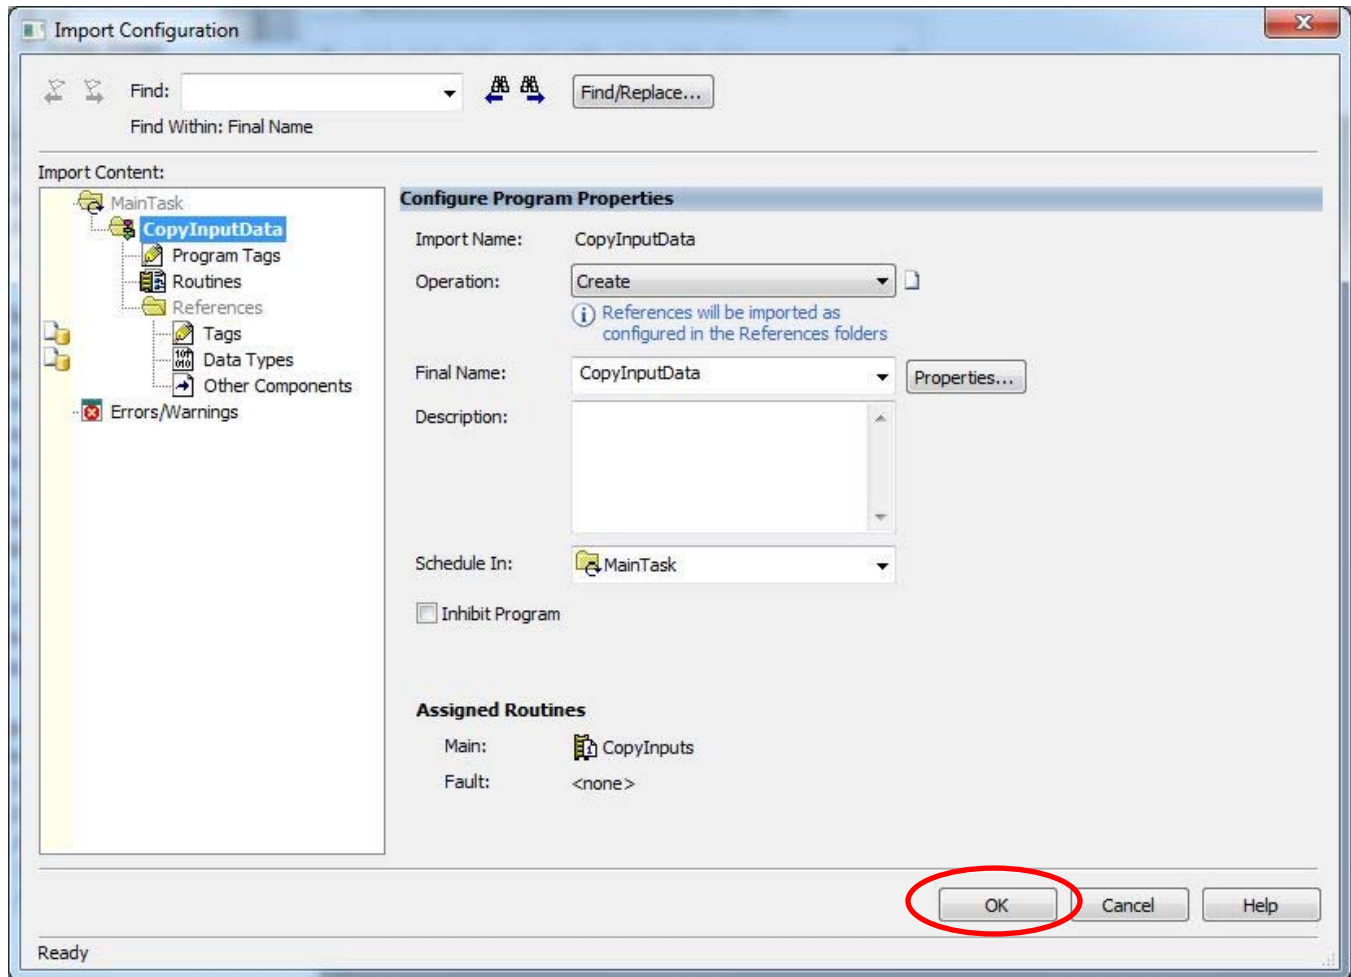 Import Configuration
Find:
Find/Replace...
Find Within: Final Name
Import Content:
MainTask
CopyInputData
Program Tags
Routines
References
Tags
Data Types
Other Components
Errors/Warnings
Configure Program Properties
Import Name: CopyInputData
Operation: Create
References will be imported as
configured in the References folders
Final Name: CopyInputData Properties...
Description:
Schedule In: MainTask
Inhibit Program
Assigned Routines
Main: CopyInputs
Fault: <none>
OK Cancel Help
Ready